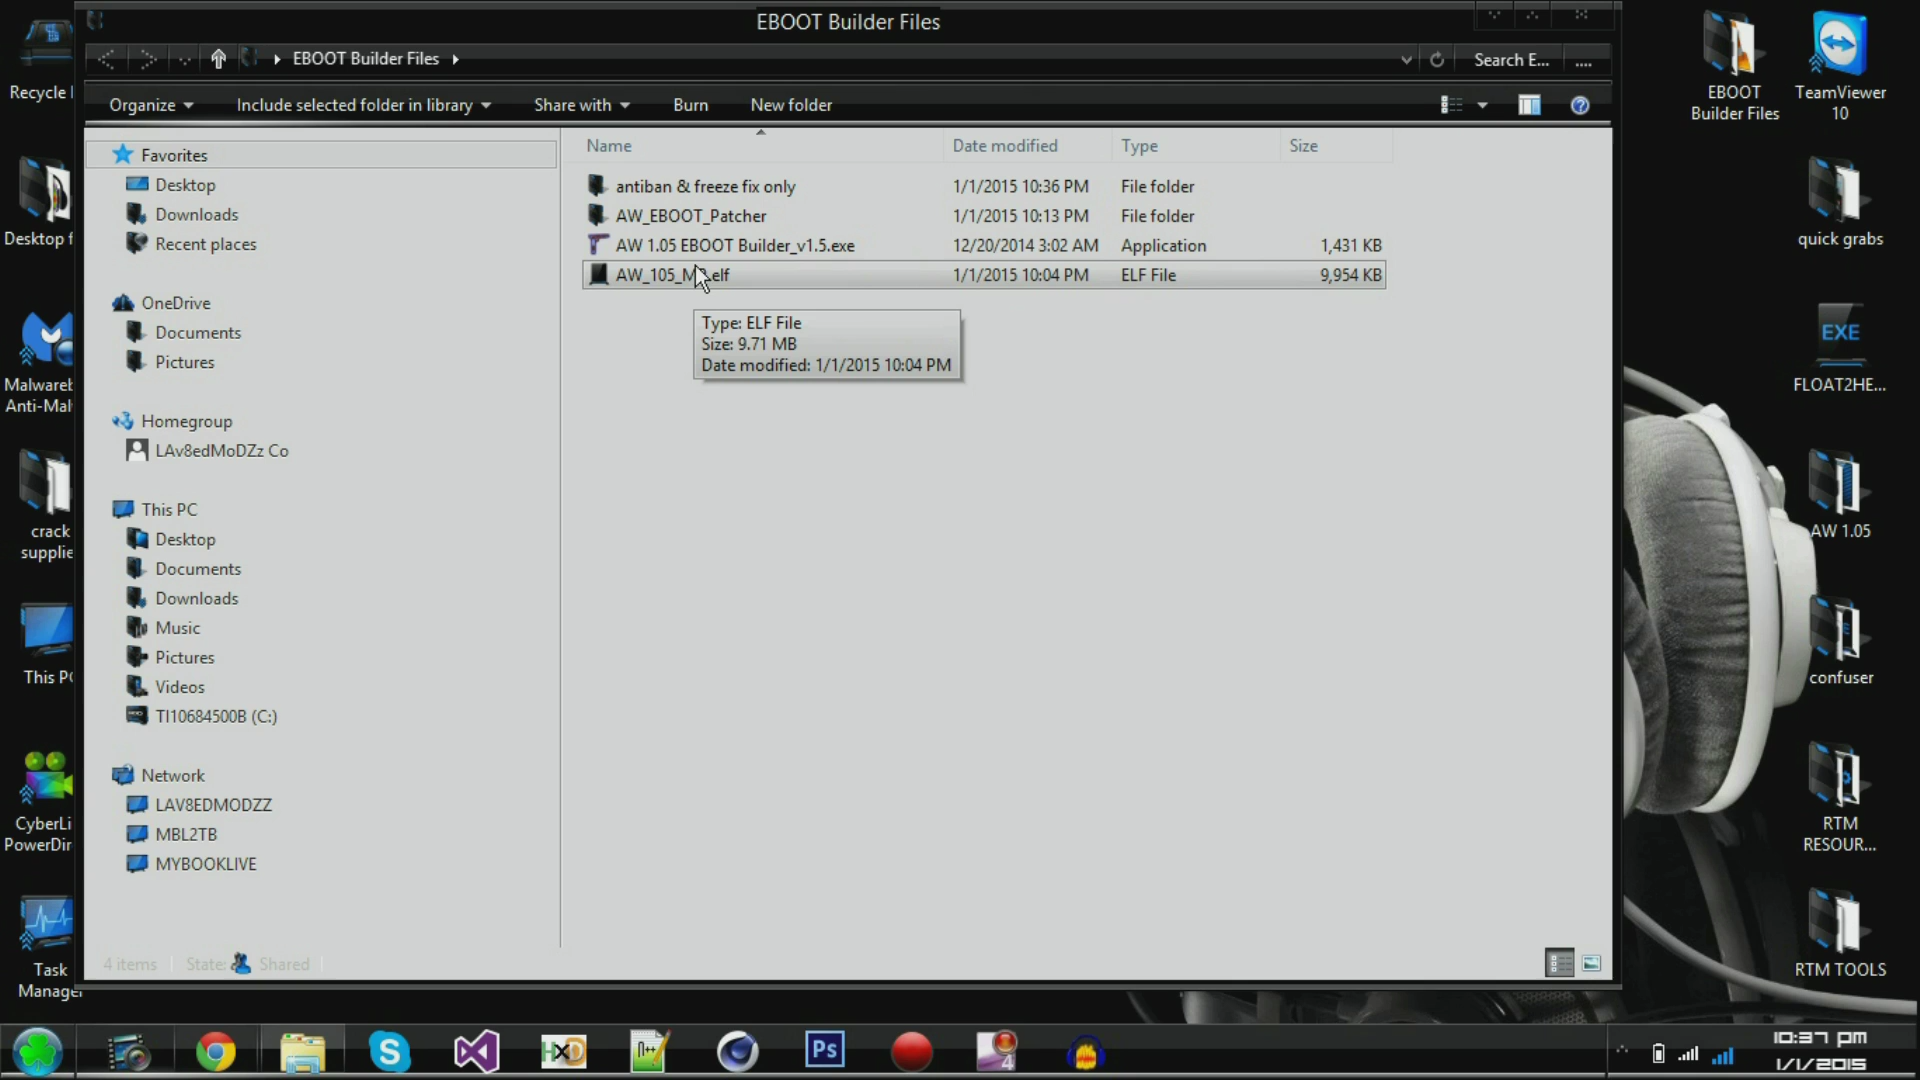 EBOOT Builder Files
EBOOT Builder Files
Search E...
....
Organize
Include selected folder in library
Share with
Burn
New folder
Favorites
Desktop
Downloads
Recent places
OneDrive
Documents
Pictures
Homegroup
LAv8edMoDZz Co
This PC
Desktop
Documents
Downloads
Music
Pictures
Videos
TI10684500B (C:)
Network
LAV8EDMODZZ
MBL2TB
MYBOOKLIVE
Name Date modified Type Size
antiban & freeze fix only 1/1/2015 10:36 PM File folder
AW_EBOOT_Patcher 1/1/2015 10:13 PM File folder
AW 1.05 EBOOT Builder_v1.5.exe 12/20/2014 3:02 AM Application 1,431 KB
1/1/2015 10:04 PM ELF File 9,954 KB
Type: ELF File
Size: 9.71 MB
Date modified: 1/1/2015 10:04 PM
4 items State: Shared
Recycle
Desktop f
Malwareb
Anti-Mal
crack
supplie
This PC
CyberLi
PowerDir
Task
Manager
EBOOT
Builder Files
TeamViewer
10
quick grabs
EXE
FLOAT2HE...
AW 1.05
confuser
RTM
RESOUR...
RTM TOOLS
HXD
N++
Ps
4
10:37 pm
1/1/2015